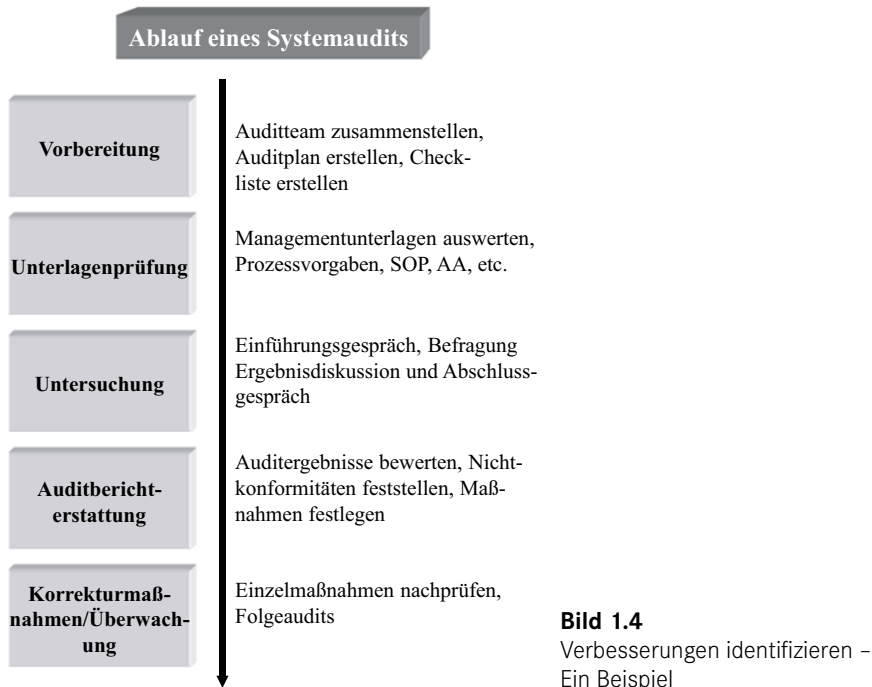 Ablauf eines Systemaudits
Vorbereitung
Auditteam zusammenstellen,
Auditplan erstellen, Check-
liste erstellen
Unterlagenprüfung
Managementunterlagen auswerten,
Prozessvorgaben, SOP, AA, etc.
Untersuchung
Einführungsgespräch, Befragung
Ergebnisdiskussion und Abschluss-
gespräch
Auditbericht-
erstattung
Auditergebnisse bewerten, Nicht-
konformitäten feststellen, Maß-
nahmen festlegen
Korrekturmaß-
nahmen/Überwach-
ung
Einzelmaßnahmen nachprüfen,
Folgeaudits
Bild 1.4
Verbesserungen identifizieren –
Ein Beispiel